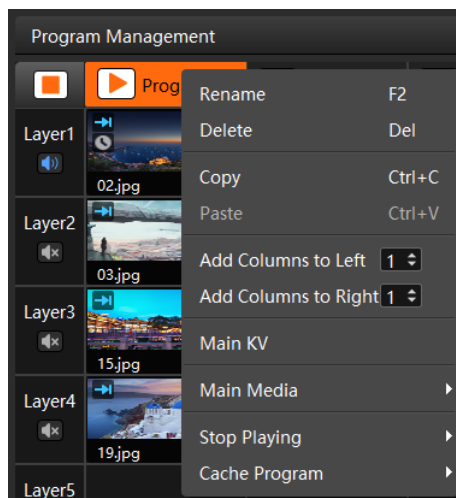 Program Management
Prog
Rename F2
Delete Del
Layer1
02.jpg
Copy Ctrl+C
Paste Ctrl+V
Layer2
03.jpg
Add Columns to Left 1
Add Columns to Right 1
Layer3
15.jpg
Main KV
Main Media
Layer4
19.jpg
Stop Playing
Cache Program
Layer5